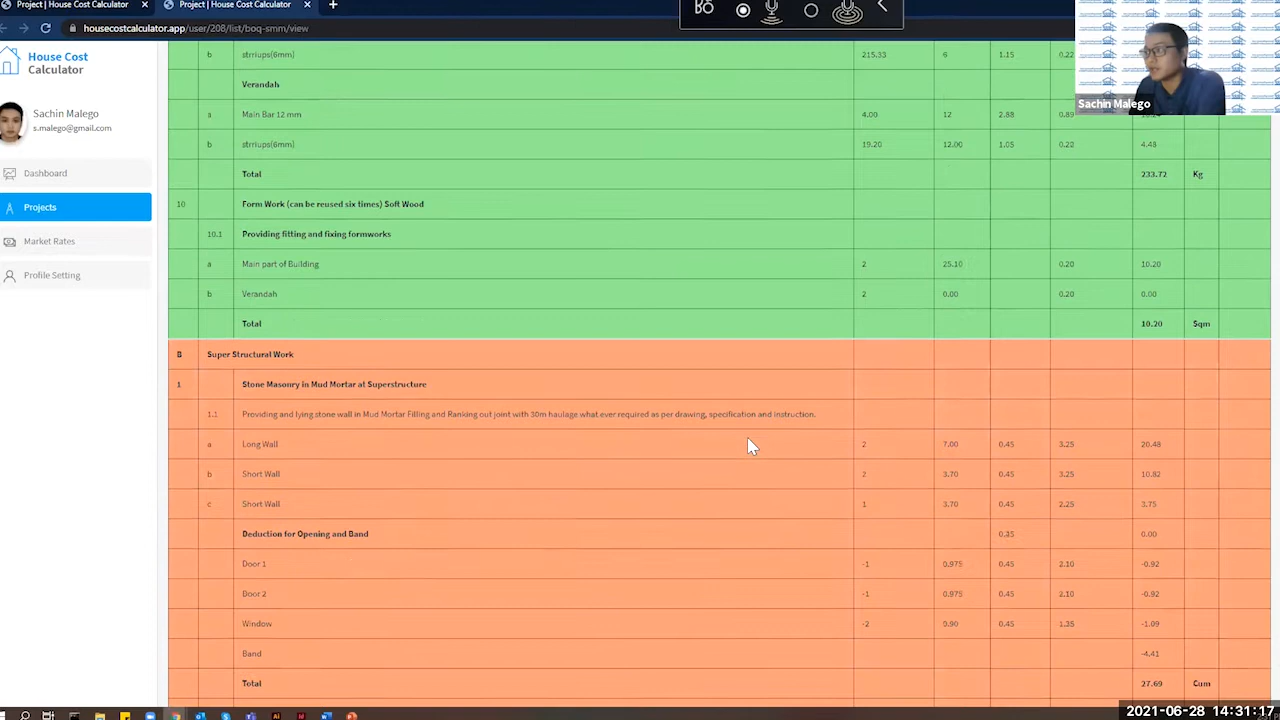 Project | House Cost Calculator
Project | House Cost Calculator
housecostcalculator.app/user/208/list/boq-smm/view
House Cost
Calculator
Sachin Malego
s.malego@gmail.com
Dashboard
Projects
Market Rates
Profile Setting
Sachin Malego
b strriups(6mm) 215.33 1.15 0.22
Verandah
a Main Bar 12 mm 4.00 12 2.88 0.89
b strriups(6mm) 19.20 12.00 1.05 0.22 4.48
Total 233.72 Kg
10 Form Work (can be reused six times) Soft Wood
10.1 Providing fitting and fixing formworks
a Main part of Building 2 25.10 0.20 10.20
b Verandah 2 0.00 0.20 0.00
Total 10.20 Sqm
B Super Structural Work
1 Stone Masonry in Mud Mortar at Superstructure
1.1 Providing and lying stone wall in Mud Mortar Filling and Ranking out joint with 30m haulage what ever required as per drawing, specification and instruction.
a Long Wall 2 7.00 0.45 3.25 20.48
b Short Wall 2 3.70 0.45 3.25 10.82
c Short Wall 1 3.70 0.45 2.25 3.75
Deduction for Opening and Band 0.35 0.00
Door 1 -1 0.975 0.45 2.10 -0.92
Door 2 -1 0.975 0.45 2.10 -0.92
Window -2 0.90 0.45 1.35 -1.09
Band -4.41
Total 27.69 Cum
2021-06-28 14:31:17